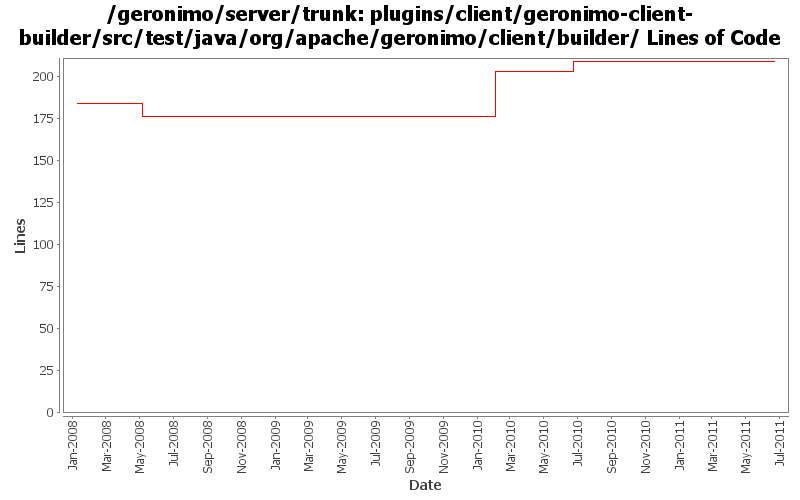 /geronimo/server/trunk: plugins/client/geronimo-client-
builder/src/test/java/org/apache/geronimo/client/builder/ Lines of Code
200
175
150
125
100
75
50
25
0
Lines
Jan-2008
Mar-2008
May-2008
Jul-2008
Sep-2008
Nov-2008
Jan-2009
Mar-2009
May-2009
Jul-2009
Sep-2009
Nov-2009
Jan-2010
Mar-2010
May-2010
Jul-2010
Sep-2010
Nov-2010
Jan-2011
Mar-2011
May-2011
Jul-2011
Date